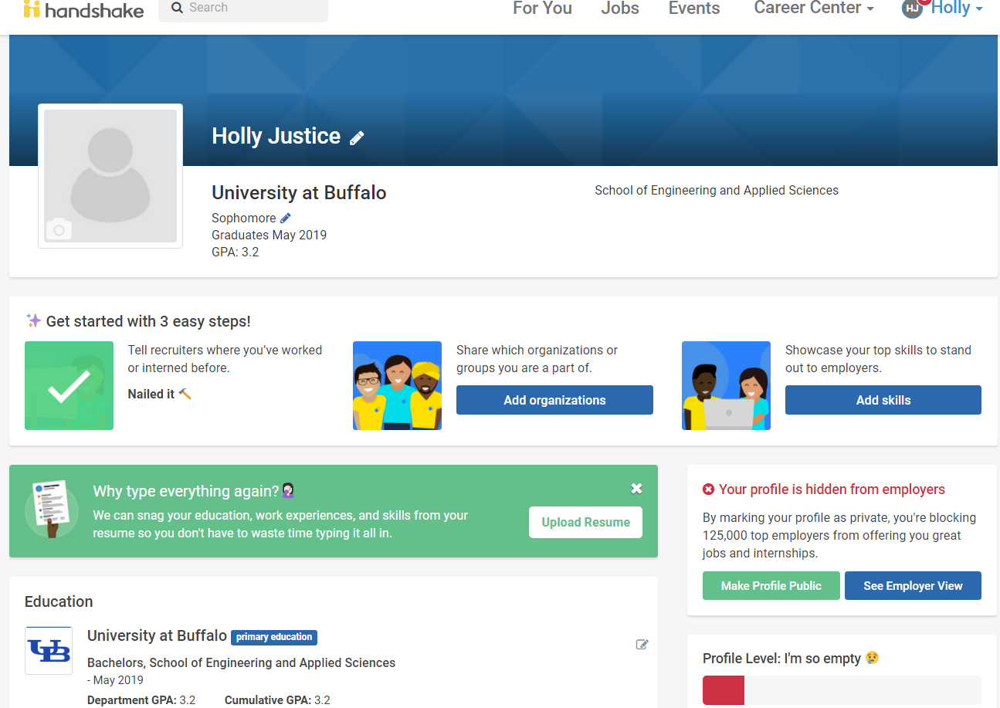 handshake
Search
For You
Jobs
Events
Career Center
HJ
Holly
Holly Justice
University at Buffalo
School of Engineering and Applied Sciences
Sophomore
Graduates May 2019
GPA: 3.2
Get started with 3 easy steps!
Tell recruiters where you've worked
or interned before.
Nailed it
Share which organizations or
groups you are a part of.
Add organizations
Showcase your top skills to stand
out to employers.
Add skills
Why type everything again?
We can snag your education, work experiences, and skills from your
resume so you don't have to waste time typing it all in.
Upload Resume
Your profile is hidden from employers
By marking your profile as private, you're blocking
125,000 top employers from offering you great
jobs and internships.
Make Profile Public
See Employer View
Education
UB
University at Buffalo
primary education
Bachelors, School of Engineering and Applied Sciences
- May 2019
Department GPA: 3.2
Cumulative GPA: 3.2
Profile Level: I'm so empty